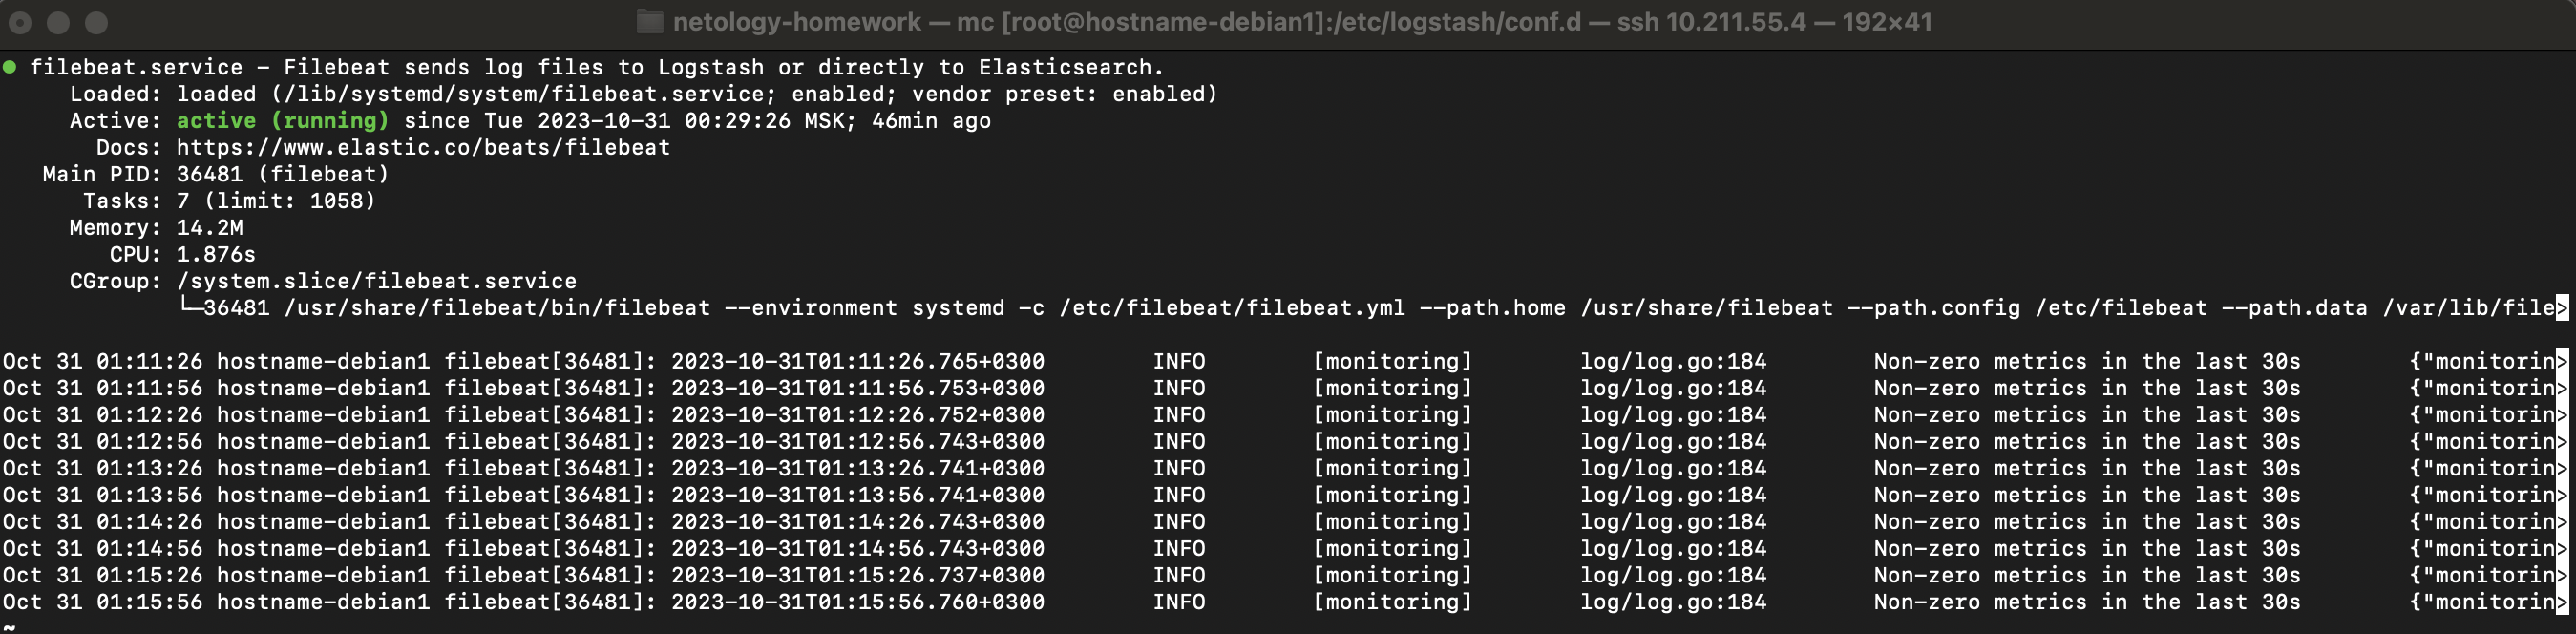 netology-homework — mc [root@hostname-debian1]:/etc/logstash/conf.d — ssh 10.211.55.4 — 192×41
● filebeat.service - Filebeat sends log files to Logstash or directly to Elasticsearch.
Loaded: loaded (/lib/systemd/system/filebeat.service; enabled; vendor preset: enabled)
Active: active (running) since Tue 2023-10-31 00:29:26 MSK; 46min ago
Docs: https://www.elastic.co/beats/filebeat
Main PID: 36481 (filebeat)
Tasks: 7 (limit: 1058)
Memory: 14.2M
CPU: 1.876s
CGroup: /system.slice/filebeat.service
└─36481 /usr/share/filebeat/bin/filebeat --environment systemd -c /etc/filebeat/filebeat.yml --path.home /usr/share/filebeat --path.config /etc/filebeat --path.data /var/lib/file>
Oct 31 01:11:26 hostname-debian1 filebeat[36481]: 2023-10-31T01:11:26.765+0300 INFO [monitoring] log/log.go:184 Non-zero metrics in the last 30s {"monitorin>
Oct 31 01:11:56 hostname-debian1 filebeat[36481]: 2023-10-31T01:11:56.753+0300 INFO [monitoring] log/log.go:184 Non-zero metrics in the last 30s {"monitorin>
Oct 31 01:12:26 hostname-debian1 filebeat[36481]: 2023-10-31T01:12:26.752+0300 INFO [monitoring] log/log.go:184 Non-zero metrics in the last 30s {"monitorin>
Oct 31 01:12:56 hostname-debian1 filebeat[36481]: 2023-10-31T01:12:56.743+0300 INFO [monitoring] log/log.go:184 Non-zero metrics in the last 30s {"monitorin>
Oct 31 01:13:26 hostname-debian1 filebeat[36481]: 2023-10-31T01:13:26.741+0300 INFO [monitoring] log/log.go:184 Non-zero metrics in the last 30s {"monitorin>
Oct 31 01:13:56 hostname-debian1 filebeat[36481]: 2023-10-31T01:13:56.741+0300 INFO [monitoring] log/log.go:184 Non-zero metrics in the last 30s {"monitorin>
Oct 31 01:14:26 hostname-debian1 filebeat[36481]: 2023-10-31T01:14:26.743+0300 INFO [monitoring] log/log.go:184 Non-zero metrics in the last 30s {"monitorin>
Oct 31 01:14:56 hostname-debian1 filebeat[36481]: 2023-10-31T01:14:56.743+0300 INFO [monitoring] log/log.go:184 Non-zero metrics in the last 30s {"monitorin>
Oct 31 01:15:26 hostname-debian1 filebeat[36481]: 2023-10-31T01:15:26.737+0300 INFO [monitoring] log/log.go:184 Non-zero metrics in the last 30s {"monitorin>
Oct 31 01:15:56 hostname-debian1 filebeat[36481]: 2023-10-31T01:15:56.760+0300 INFO [monitoring] log/log.go:184 Non-zero metrics in the last 30s {"monitorin>
~